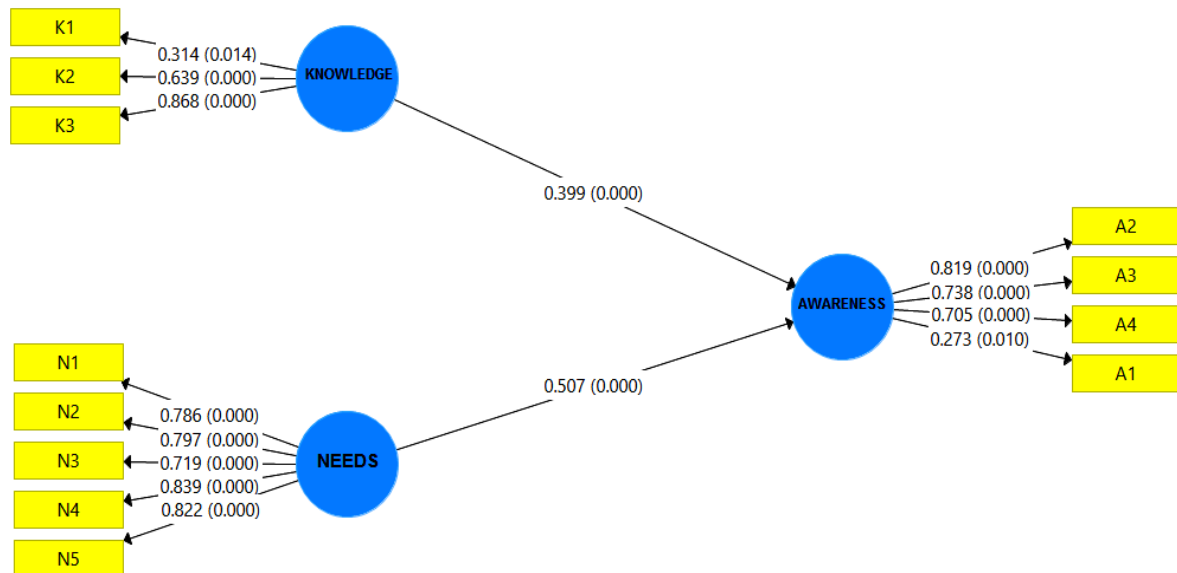 K1
0.314 (0.014)
K2
KNOWLEDGE
0.639 (0.000)
0.868 (0.000)
K3
0.399 (0.000)
A2
0.819 (0.000)
A3
0.738 (0.000)
AWARENESS
0.705 (0.000)
A4
0.273 (0.010)
A1
N1
0.507 (0.000)
N2
0.786 (0.000)
0.797 (0.000)
N3
0.719 (0.000)
NEEDS
0.839 (0.000)
N4
0.822 (0.000)
N5